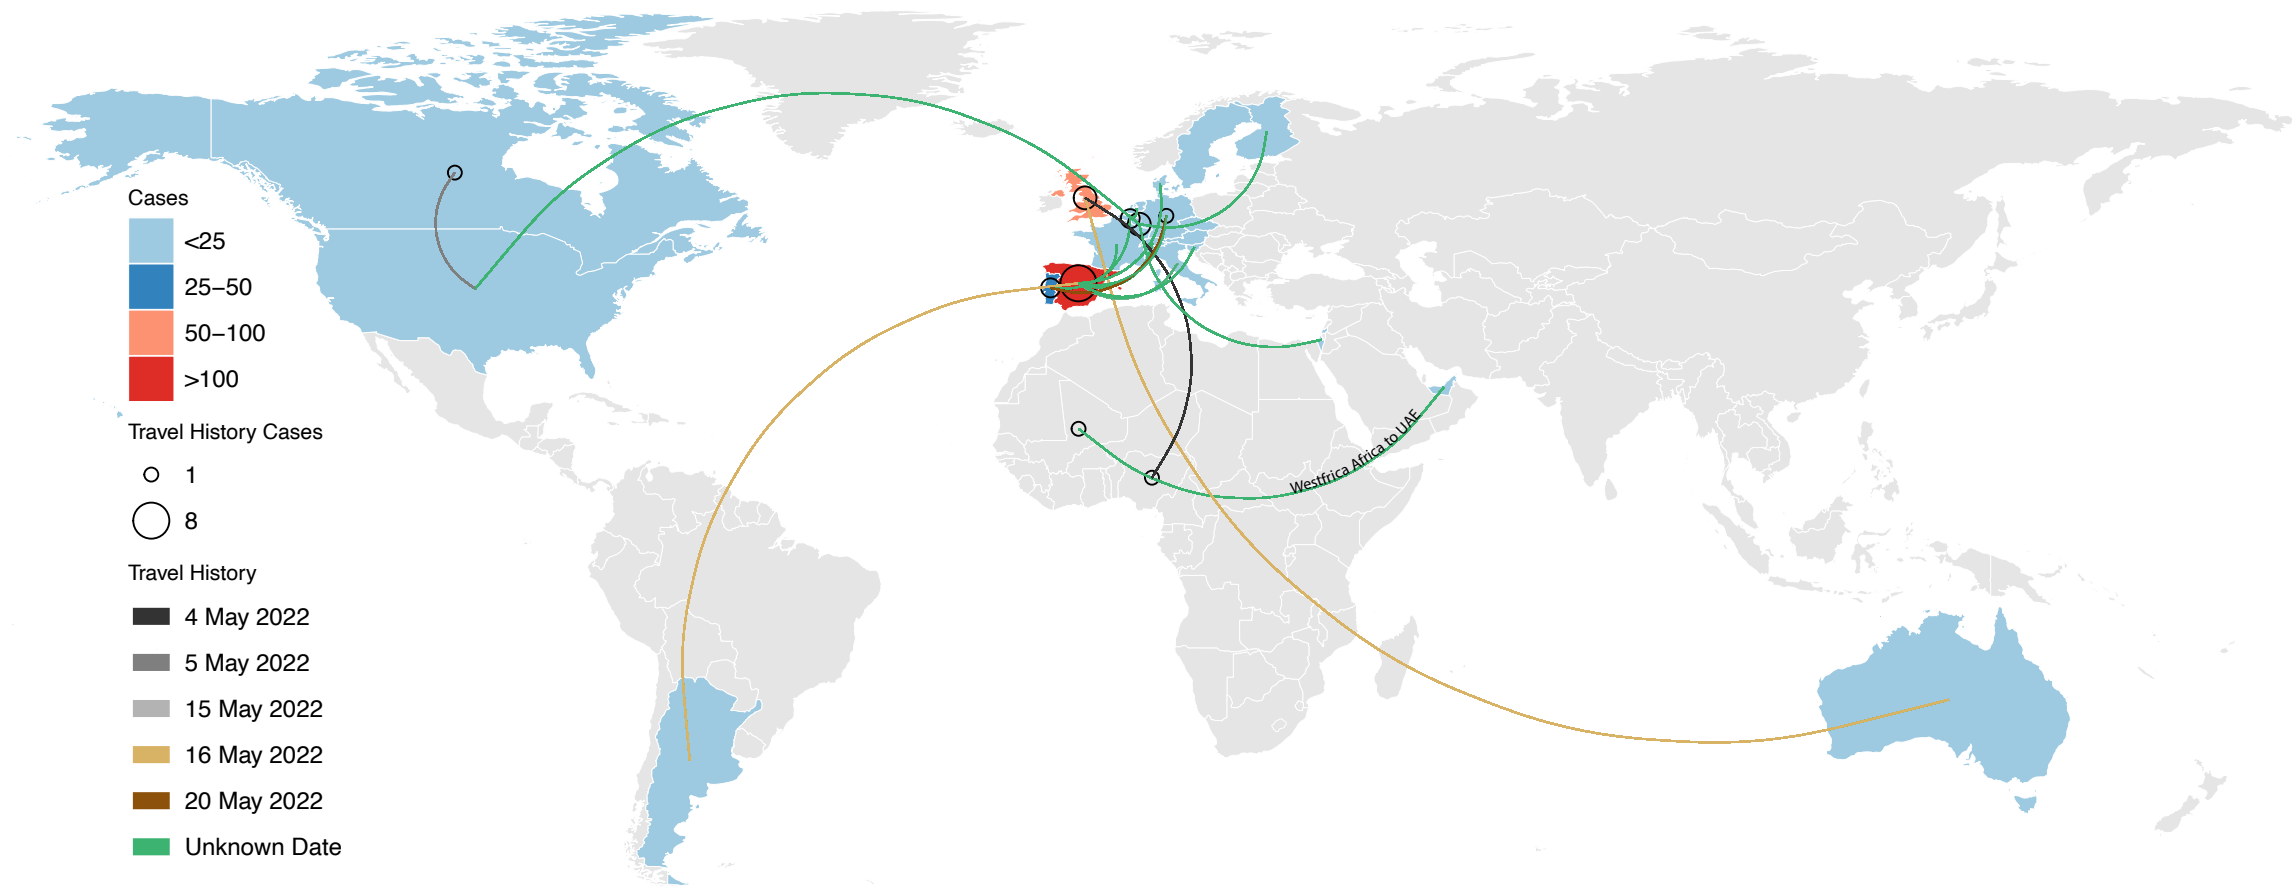 Cases
<25
25–50
50–100
>100
Travel History Cases
1
8
Travel History
4 May 2022
5 May 2022
15 May 2022
16 May 2022
20 May 2022
Unknown Date
Westfrica Africa to UAE